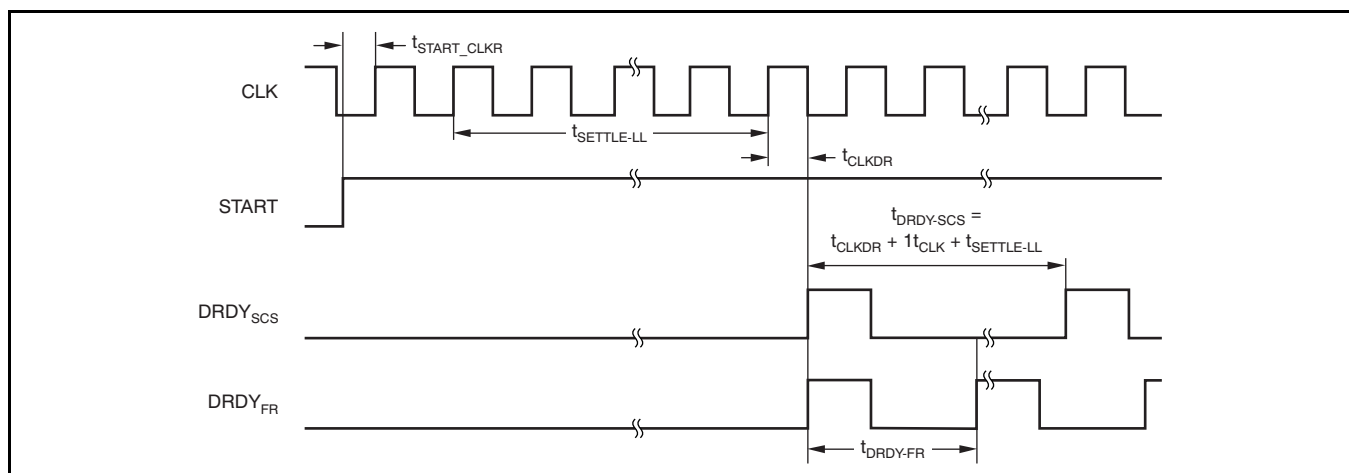 tSTART_CLKR
CLK
tSETTLE-LL
tCLKDR
START
tDRDY-SCS =
tCLKDR + 1tCLK + tSETTLE-LL
DRDYSCS
DRDYFR
tDRDY-FR